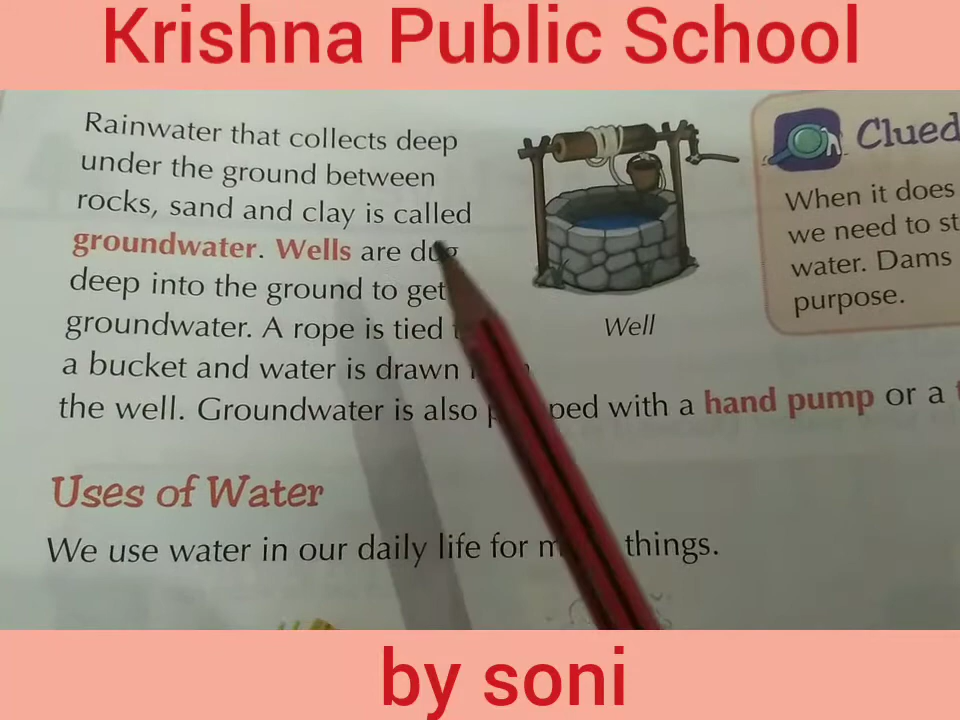 Krishna Public School
Rainwater that collects deep
under the ground between
rocks, sand and clay is called
groundwater. Wells are dug
deep into the ground to get
groundwater. A rope is tied
a bucket and water is drawn
the well. Groundwater is also pumped with a hand pump or a
Well
Clued
When it does
we need to st
water. Dams
purpose.
Uses of Water
We use water in our daily life for many things.
by soni